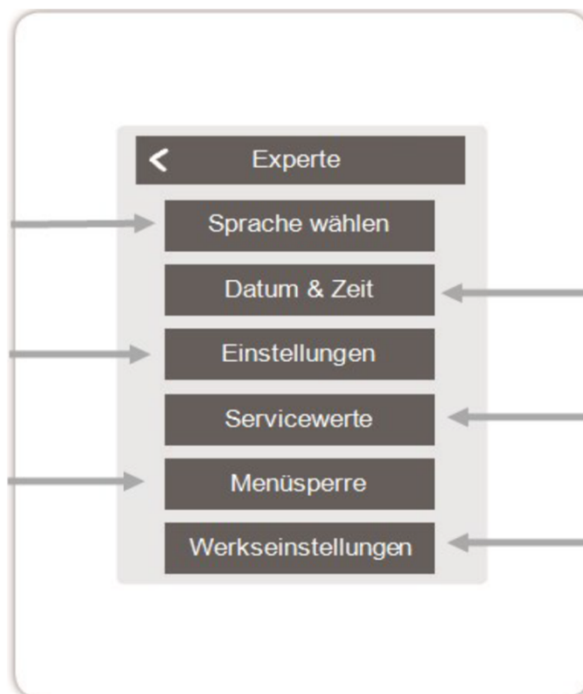 Experte
Sprache wählen
Datum & Zeit
Einstellungen
Servicewerte
Menüsperre
Werkseinstellungen